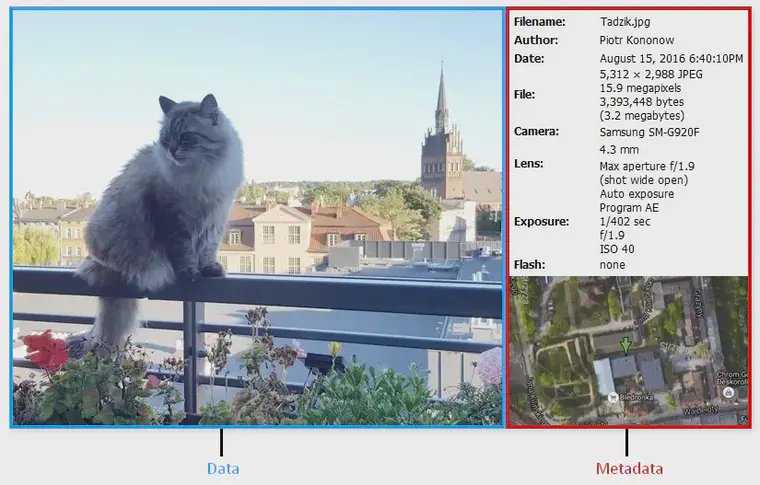 Filename: Tadzik.jpg
Author: Piotr Kononow
Date: August 15, 2016 6:40:10PM
File: 5,312 × 2,988 JPEG
15.9 megapixels
3,393,448 bytes
(3.2 megabytes)
Camera: Samsung SM-G920F
Lens: 4.3 mm
Max aperture f/1.9
(shot wide open)
Exposure: Auto exposure
Program AE
1/402 sec
f/1.9
ISO 40
Flash: none
Biedronka
Chrom
Deskorol
Data
Metadata